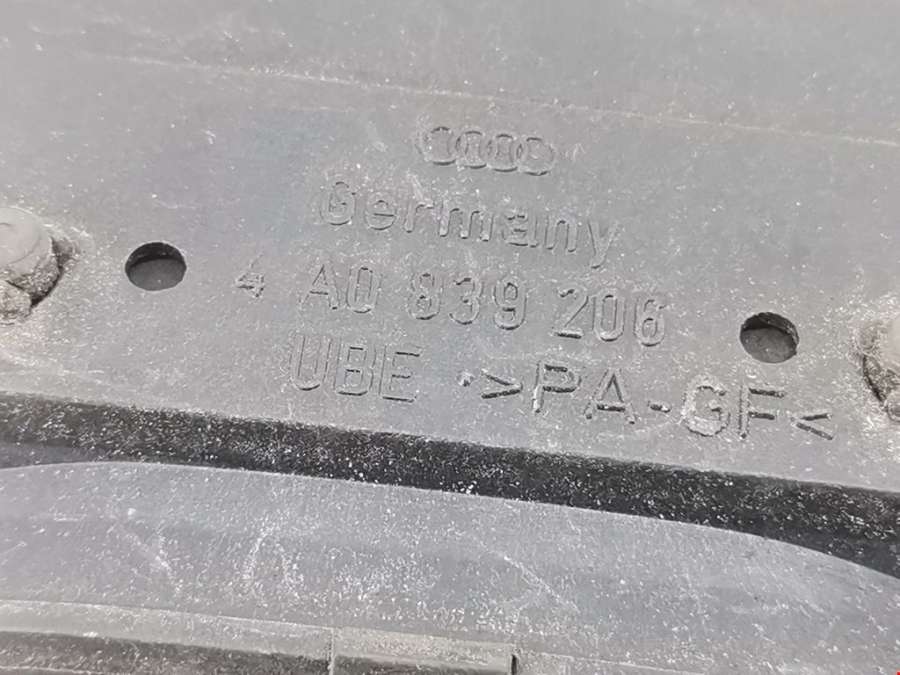 Germany
4A0 839 206
UBE >PA-GF<